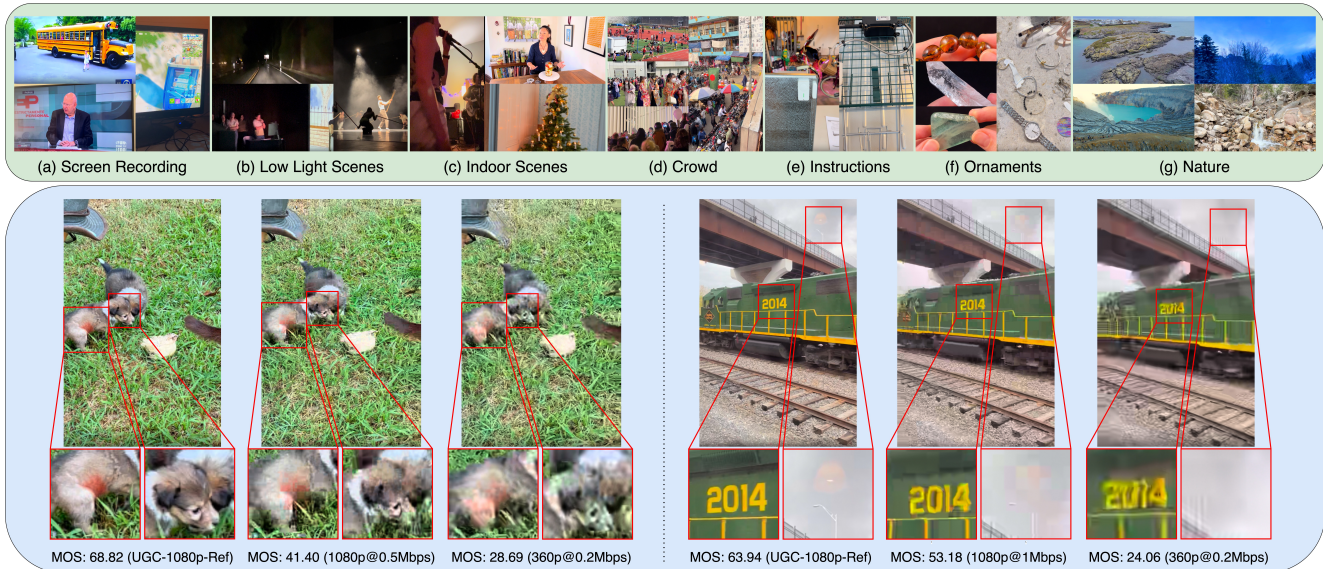 (a) Screen Recording
(b) Low Light Scenes
(c) Indoor Scenes
(d) Crowd
(e) Instructions
(f) Ornaments
(g) Nature
2014
2014
2014
2014
2014
2014
MOS: 68.82 (UGC-1080p-Ref)
MOS: 41.40 (1080p@0.5Mbps)
MOS: 28.69 (360p@0.2Mbps)
MOS: 63.94 (UGC-1080p-Ref)
MOS: 53.18 (1080p@1Mbps)
MOS: 24.06 (360p@0.2Mbps)